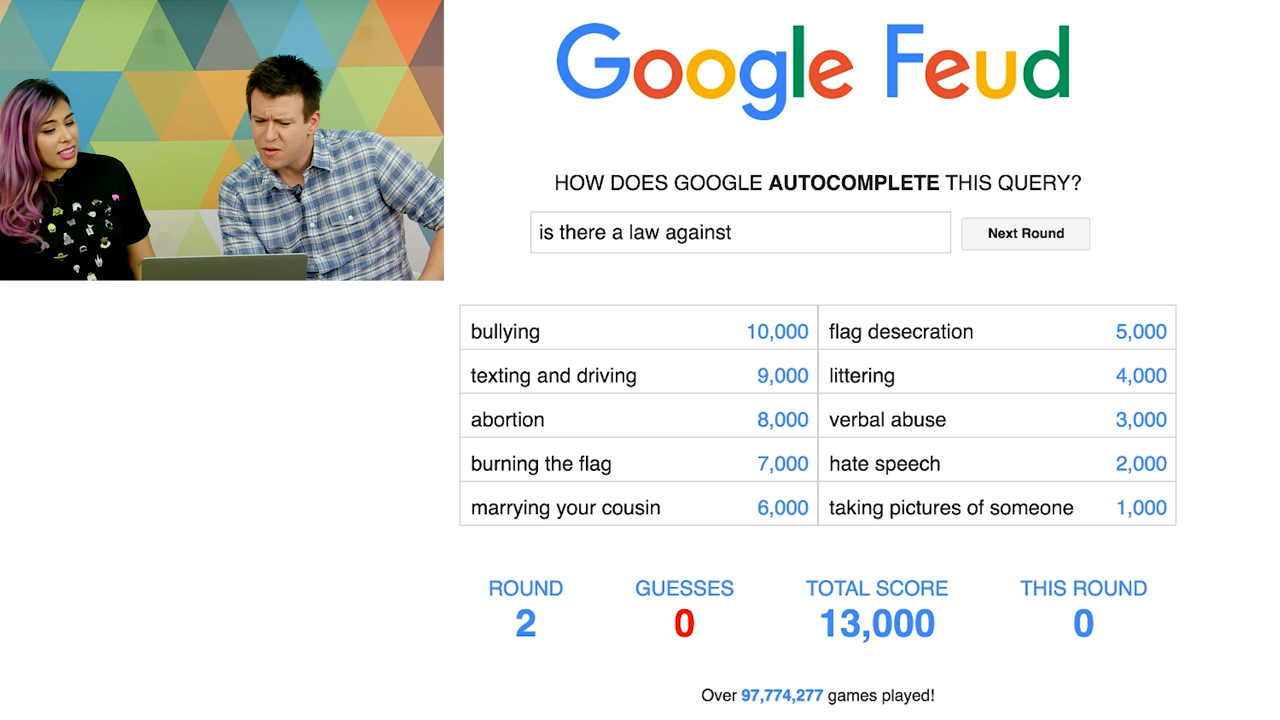 Google Feud
HOW DOES GOOGLE AUTOCOMPLETE THIS QUERY?
is there a law against
Next Round
bullying 10,000 flag desecration 5,000
texting and driving 9,000 littering 4,000
abortion 8,000 verbal abuse 3,000
burning the flag 7,000 hate speech 2,000
marrying your cousin 6,000 taking pictures of someone 1,000
ROUND GUESSES TOTAL SCORE THIS ROUND
2 0 13,000 0
Over 97,774,277 games played!